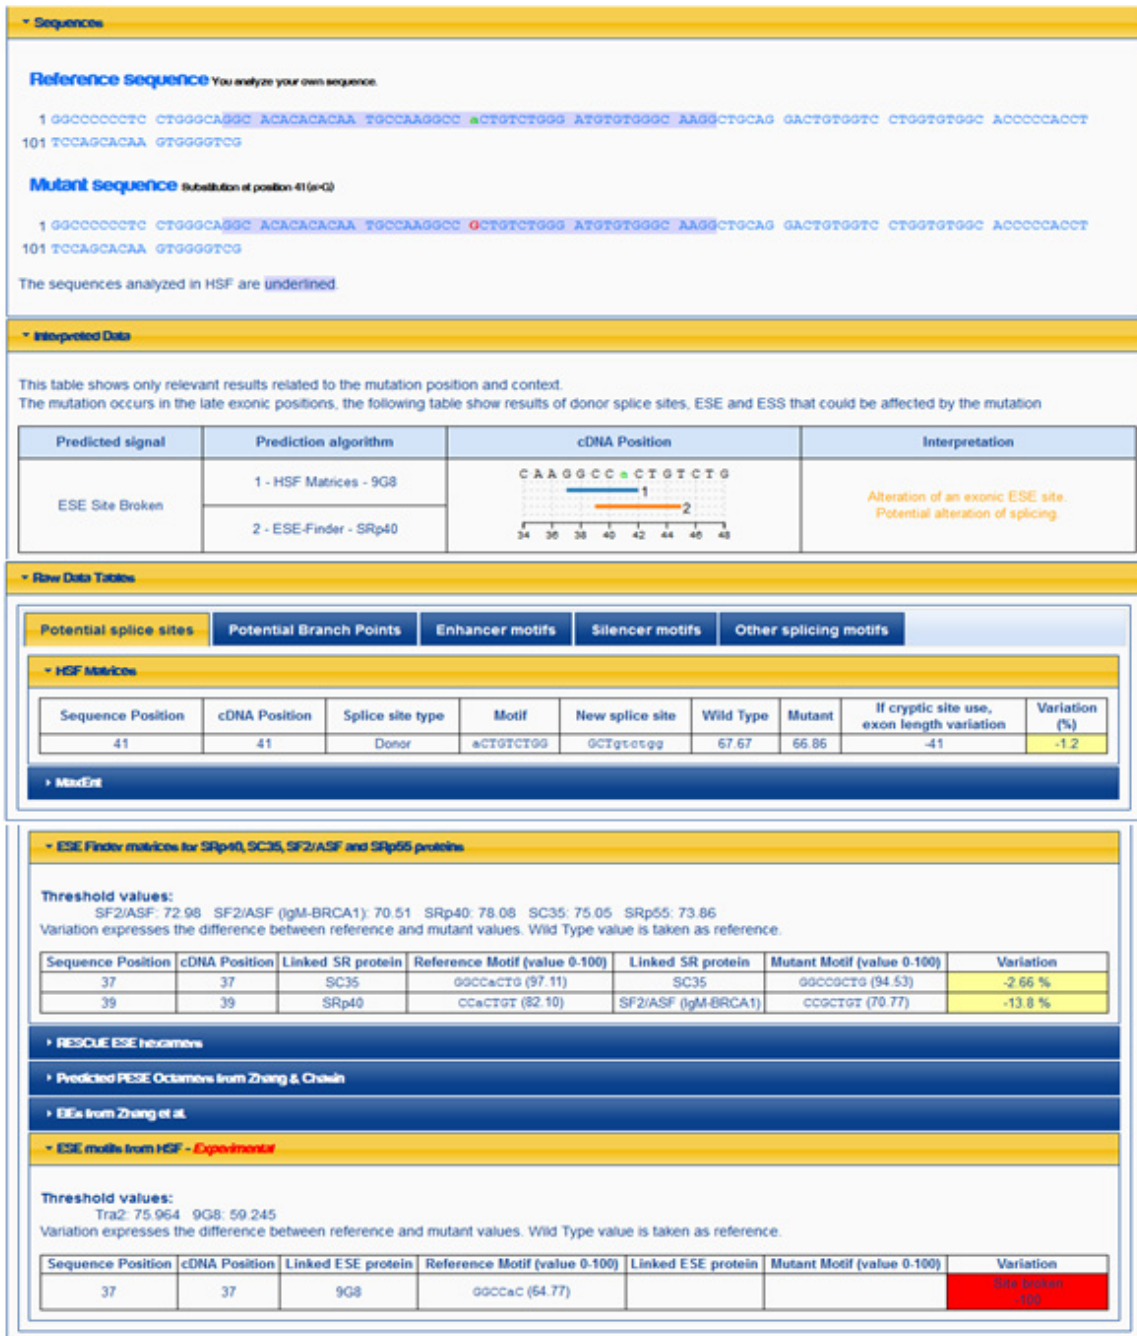 Sequences
Reference sequence You analyze your own sequence.
1 GGCCCCCCTC CTGGGCAGGC ACACACACAA TGCCAAGGCC aCTGTCTGGG ATGTGTGGGC AAGGCTGCAG GACTGTGGTC CTGGTGTGGC ACCCCCACCT
101 TCCAGCACAA GTGGGGTCG
Mutant sequence Substitution at position 41 (a>G)
1 GGCCCCCCTC CTGGGCAGGC ACACACACAA TGCCAAGGCC GCTGTCTGGG ATGTGTGGGC AAGGCTGCAG GACTGTGGTC CTGGTGTGGC ACCCCCACCT
101 TCCAGCACAA GTGGGGTCG
The sequences analyzed in HSF are underlined.
Interpreted Data
This table shows only relevant results related to the mutation position and context.
The mutation occurs in the late exonic positions, the following table show results of donor splice sites, ESE and ESS that could be affected by the mutation
Predicted signal Prediction algorithm cDNA Position Interpretation
ESE Site Broken
1 - HSF Matrices - 9G8
2 - ESE-Finder - SRp40
C A A G G C C a C T G T C T G
1
2
34 36 38 40 42 44 46 48
Alteration of an exonic ESE site.
Potential alteration of splicing.
Raw Data Tables
Potential splice sites Potential Branch Points Enhancer motifs Silencer motifs Other splicing motifs
HSF Matrices
Sequence Position cDNA Position Splice site type Motif New splice site Wild Type Mutant If cryptic site use, exon length variation Variation (%)
41 41 Donor aCTGTCTGG GCTgtctgg 67.67 66.86 -41 -1.2
MaxEnt
ESE Finder matrices for SRp40, SC35, SF2/ASF and SRp55 proteins
Threshold values:
SF2/ASF: 72.98 SF2/ASF (IgM-BRCA1): 70.51 SRp40: 78.08 SC35: 75.05 SRp55: 73.86
Variation expresses the difference between reference and mutant values. Wild Type value is taken as reference.
Sequence Position cDNA Position Linked SR protein Reference Motif (value 0-100) Linked SR protein Mutant Motif (value 0-100) Variation
37 37 SC35 GGCCaCTG (97.11) SC35 GGCCGCTG (94.53) -2.66 %
39 39 SRp40 CCaCTGT (82.10) SF2/ASF (IgM-BRCA1) CCGCTGT (70.77) -13.8 %
RESCUE ESE hexamers
Predicted PESE Octamers from Zhang & Chasin
EIEs from Zhang et al.
ESE motifs from HSF - Experimental
Threshold values:
Tra2: 75.964 9G8: 59.245
Variation expresses the difference between reference and mutant values. Wild Type value is taken as reference.
Sequence Position cDNA Position Linked ESE protein Reference Motif (value 0-100) Linked ESE protein Mutant Motif (value 0-100) Variation
37 37 9G8 GGCCaC (64.77) Site broken
-100